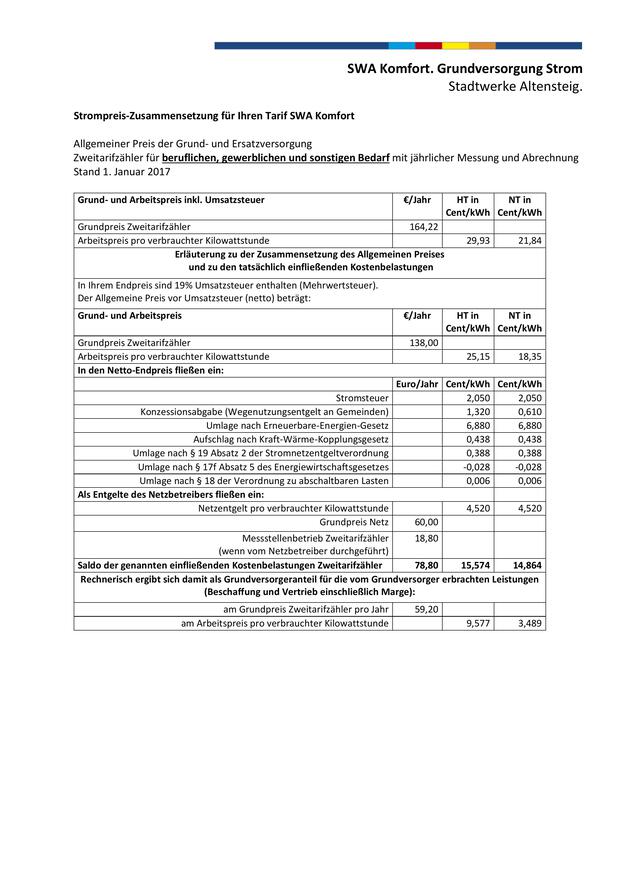 SWA Komfort. Grundversorgung Strom
Stadtwerke Altensteig.
Strompreis-Zusammensetzung für Ihren Tarif SWA Komfort
Allgemeiner Preis der Grund- und Ersatzversorgung
Zweitarifzähler für beruflichen, gewerblichen und sonstigen Bedarf mit jährlicher Messung und Abrechnung
Stand 1. Januar 2017
Grund- und Arbeitspreis inkl. Umsatzsteuer €/Jahr HT in Cent/kWh NT in Cent/kWh
Grundpreis Zweitarifzähler 164,22
Arbeitspreis pro verbrauchter Kilowattstunde 29,93 21,84
Erläuterung zu der Zusammensetzung des Allgemeinen Preises
und zu den tatsächlich einfließenden Kostenbelastungen
In Ihrem Endpreis sind 19% Umsatzsteuer enthalten (Mehrwertsteuer).
Der Allgemeine Preis vor Umsatzsteuer (netto) beträgt:
Grund- und Arbeitspreis €/Jahr HT in Cent/kWh NT in Cent/kWh
Grundpreis Zweitarifzähler 138,00
Arbeitspreis pro verbrauchter Kilowattstunde 25,15 18,35
In den Netto-Endpreis fließen ein:
Euro/Jahr Cent/kWh Cent/kWh
Stromsteuer 2,050 2,050
Konzessionsabgabe (Wegenutzungsentgelt an Gemeinden) 1,320 0,610
Umlage nach Erneuerbare-Energien-Gesetz 6,880 6,880
Aufschlag nach Kraft-Wärme-Kopplungsgesetz 0,438 0,438
Umlage nach § 19 Absatz 2 der Stromnetzentgeltverordnung 0,388 0,388
Umlage nach § 17f Absatz 5 des Energiewirtschaftsgesetzes -0,028 -0,028
Umlage nach § 18 der Verordnung zu abschaltbaren Lasten 0,006 0,006
Als Entgelte des Netzbetreibers fließen ein:
Netzentgelt pro verbrauchter Kilowattstunde 4,520 4,520
Grundpreis Netz 60,00
Messstellenbetrieb Zweitarifzähler 18,80
(wenn vom Netzbetreiber durchgeführt)
Saldo der genannten einfließenden Kostenbelastungen Zweitarifzähler 78,80 15,574 14,864
Rechnerisch ergibt sich damit als Grundversorgeranteil für die vom Grundversorger erbrachten Leistungen
(Beschaffung und Vertrieb einschließlich Marge):
am Grundpreis Zweitarifzähler pro Jahr 59,20
am Arbeitspreis pro verbrauchter Kilowattstunde 9,577 3,489